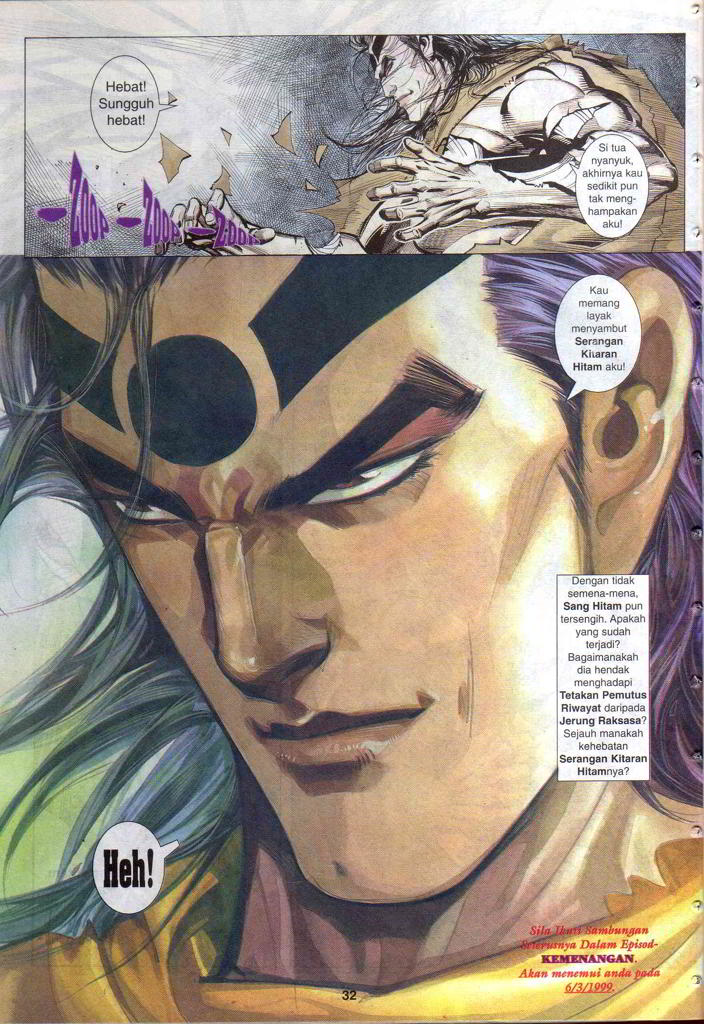 Hebat!
Sungguh
hebat!
Si tua
nyanyuk,
akhirnya kau
sedikit pun
tak meng-
hampakan
aku!
-ZOOP
-ZOOP
-ZOOP
Kau
memang
layak
menyambut
Serangan
Kitaran
Hitam aku!
Dengan tidak
semena-mena,
Sang Hitam pun
tersengih. Apakah
yang sudah
terjadi?
Bagaimanakah
dia hendak
menghadapi
Tetakan Pemutus
Riwayat daripada
Jerung Raksasa?
Sejauh manakah
kehebatan
Serangan Kitaran
Hitamnya?
Heh!
Sila Ikuti Sambungan
Seterusnya Dalam Episod-
KEMENANGAN.
Akan menemui anda pada
6/3/1999.
32